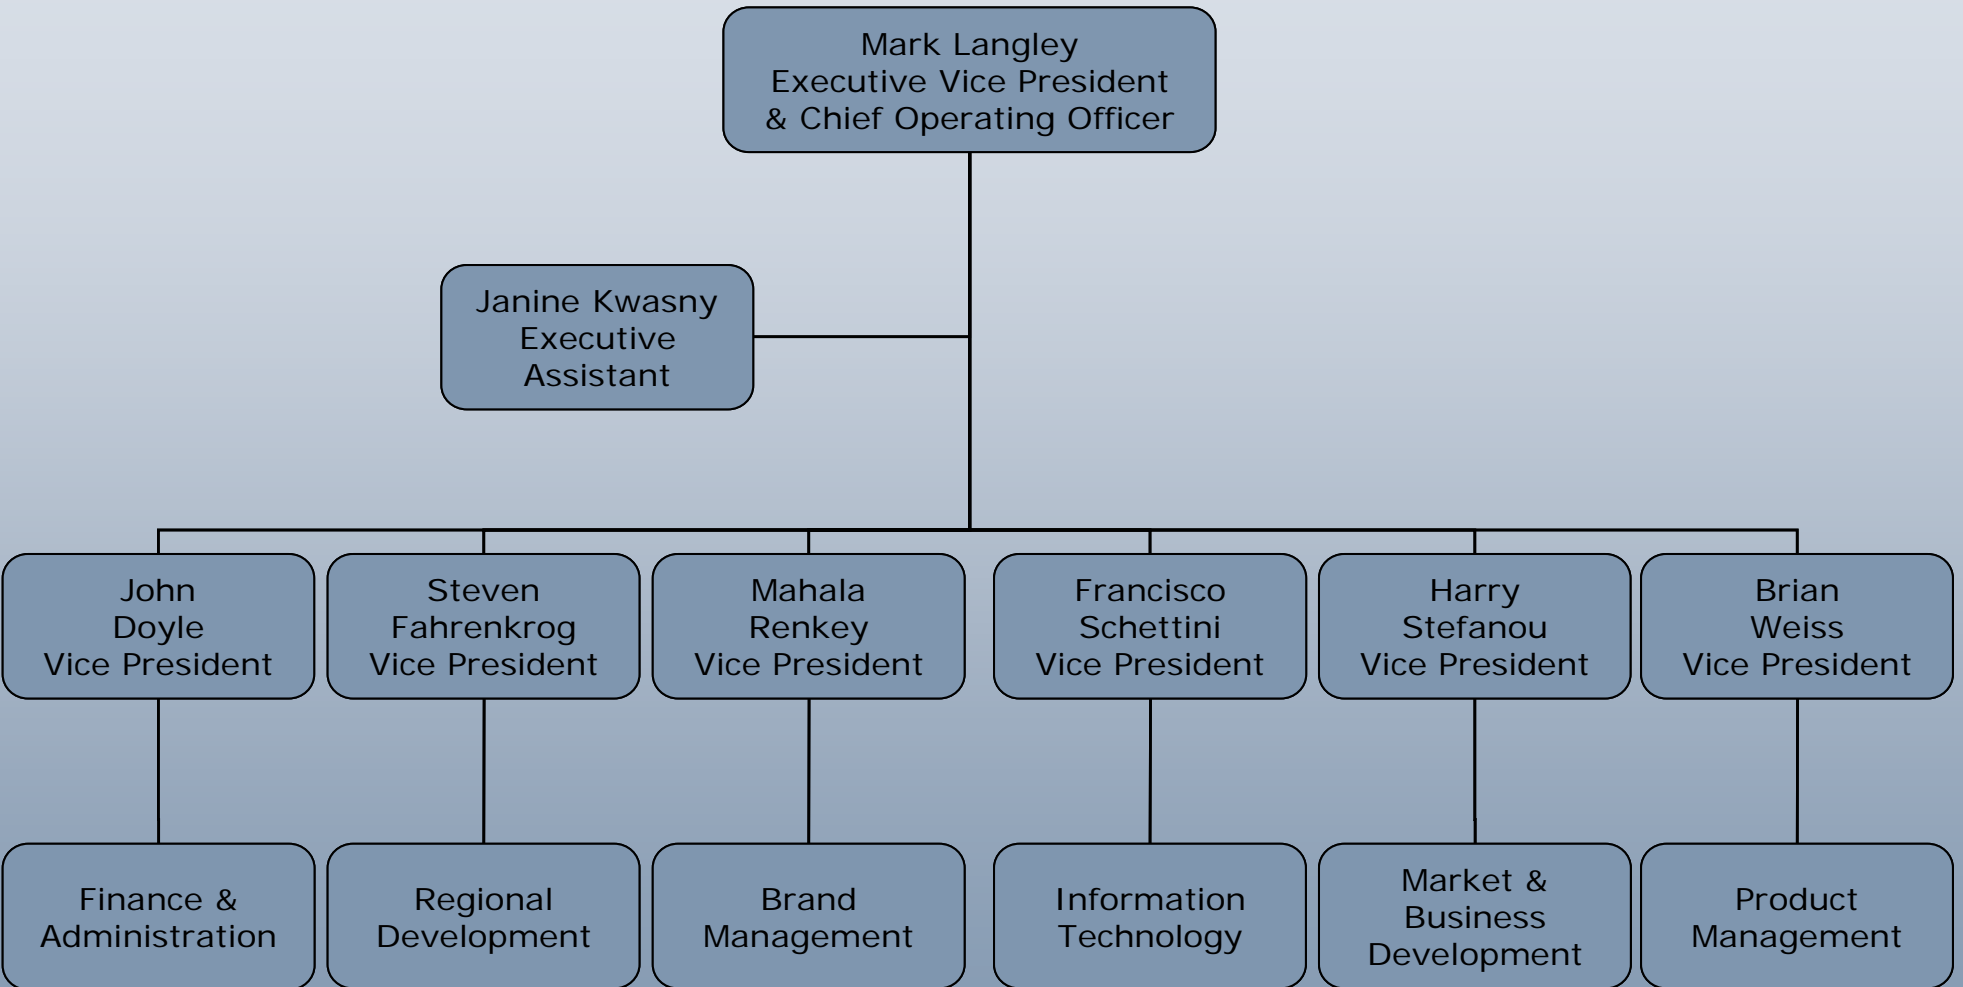 Mark Langley
Executive Vice President
& Chief Operating Officer
Janine Kwasny
Executive
Assistant
John
Doyle
Vice President
Steven
Fahrenkrog
Vice President
Mahala
Renkey
Vice President
Francisco
Schettini
Vice President
Harry
Stefanou
Vice President
Brian
Weiss
Vice President
Finance &
Administration
Regional
Development
Brand
Management
Information
Technology
Market &
Business
Development
Product
Management